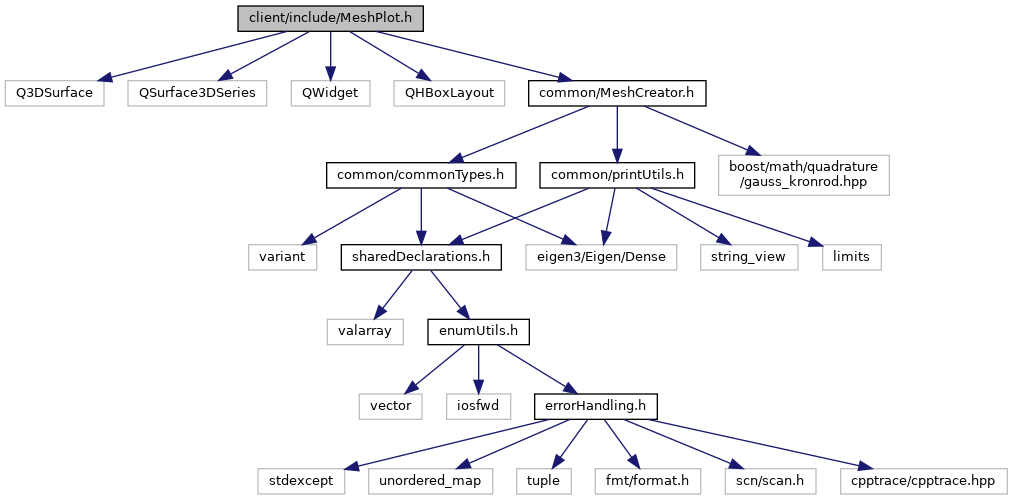 client/include/MeshPlot.h
Q3DSurface
QSurface3DSeries
QWidget
QHBoxLayout
common/MeshCreator.h
common/commonTypes.h
common/printUtils.h
boost/math/quadrature
/gauss_kronrod.hpp
variant
sharedDeclarations.h
eigen3/Eigen/Dense
string_view
limits
valarray
enumUtils.h
vector
iosfwd
errorHandling.h
stdexcept
unordered_map
tuple
fmt/format.h
scn/scan.h
cpptrace/cpptrace.hpp